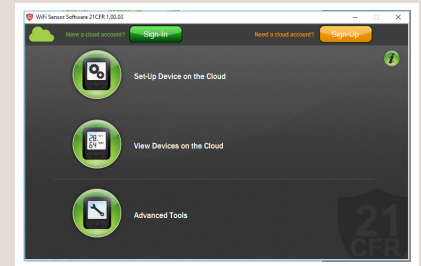 WiFi Sensor Software 21CFR 1.00.03
Have a cloud account? Sign-In Need a cloud account? Sign-Up
i
Set-Up Device on the Cloud
View Devices on the Cloud
Advanced Tools
21
CFR